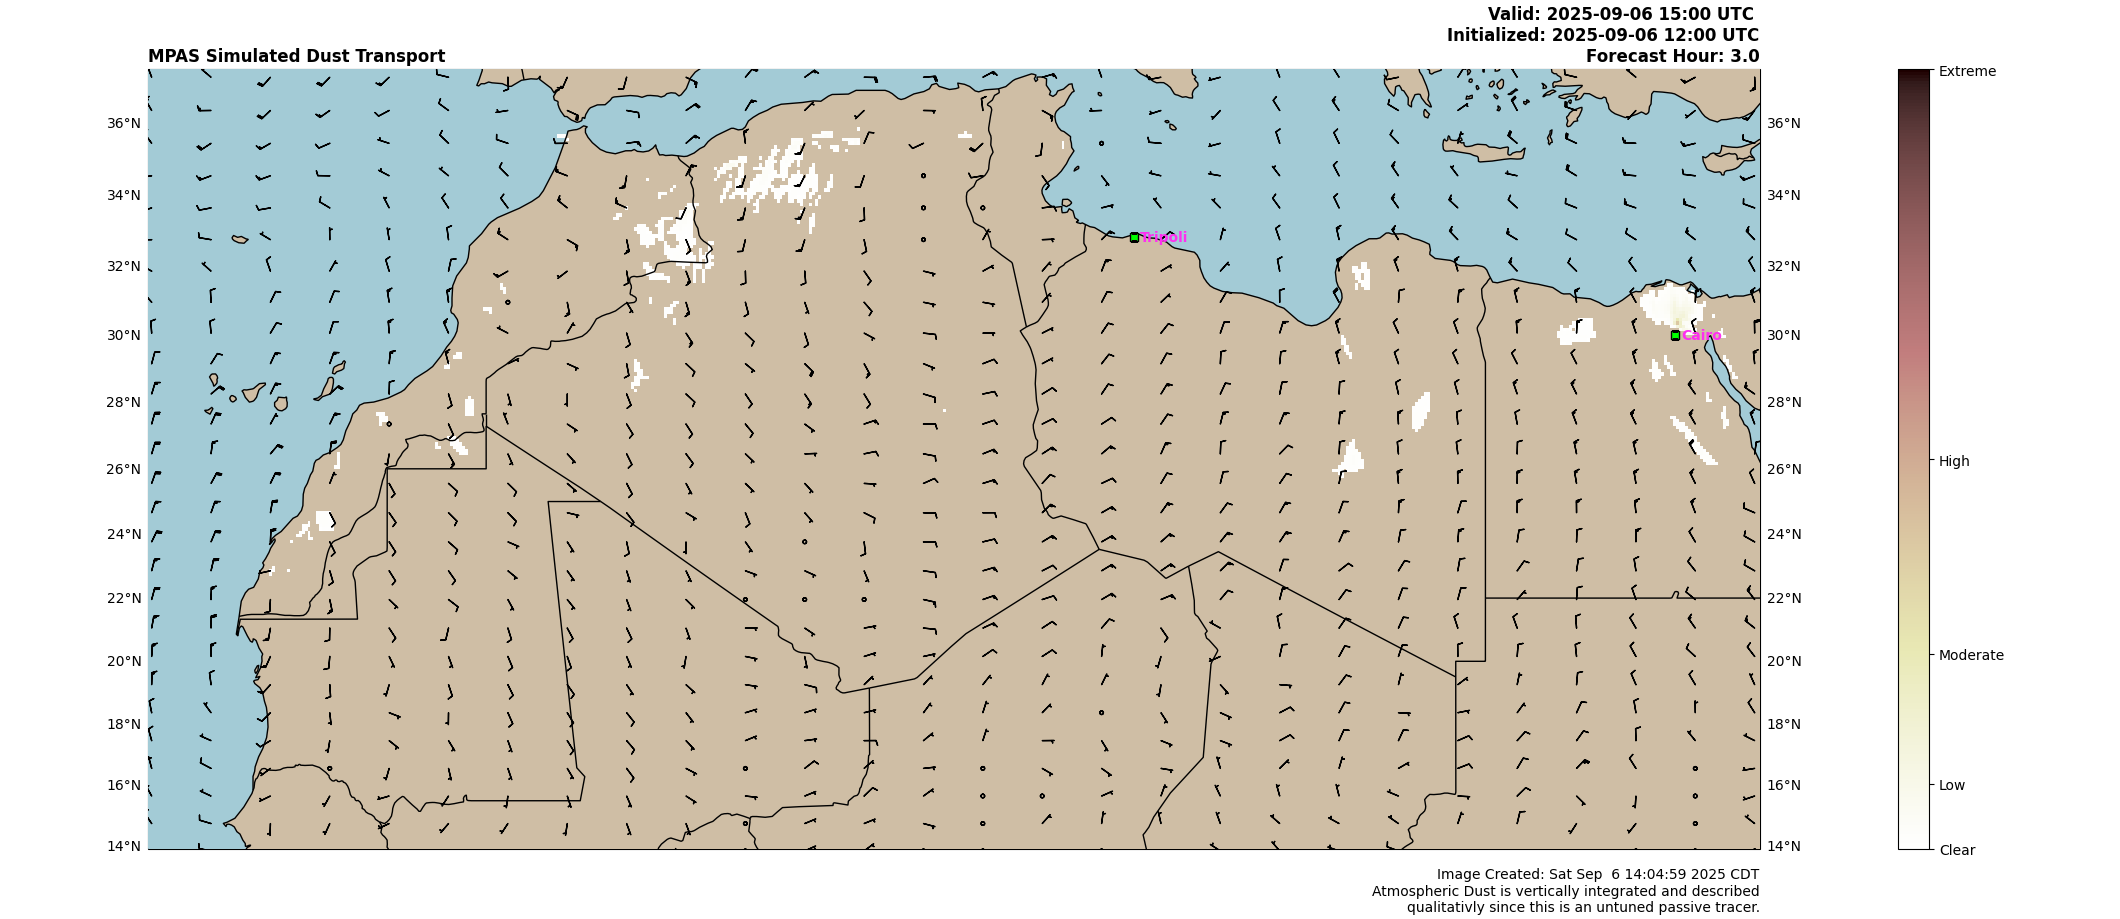 Valid: 2025-09-06 15:00 UTC
Initialized: 2025-09-06 12:00 UTC
MPAS Simulated Dust Transport
Forecast Hour: 3.0
Extreme
36°N
36°N
34°N
34°N
Tripoli
32°N
32°N
30°N
Cairo
30°N
28°N
28°N
26°N
26°N
High
24°N
24°N
22°N
22°N
20°N
20°N
Moderate
18°N
18°N
16°N
16°N
Low
14°N
14°N
Clear
Image Created: Sat Sep  6 14:04:59 2025 CDT
Atmospheric Dust is vertically integrated and described
qualitativly since this is an untuned passive tracer.